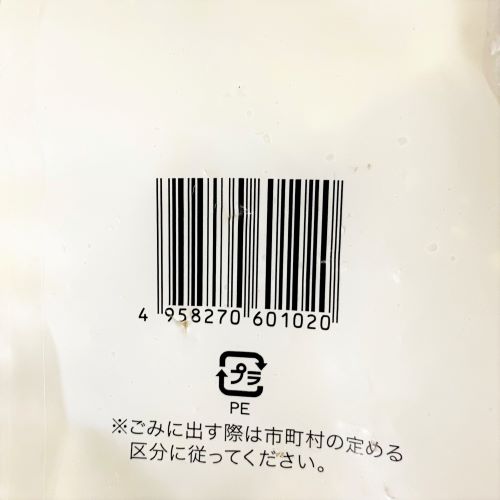 4 958270 601020
プラ
PE
※ごみに出す際は市町村の定める
区分に従ってください。